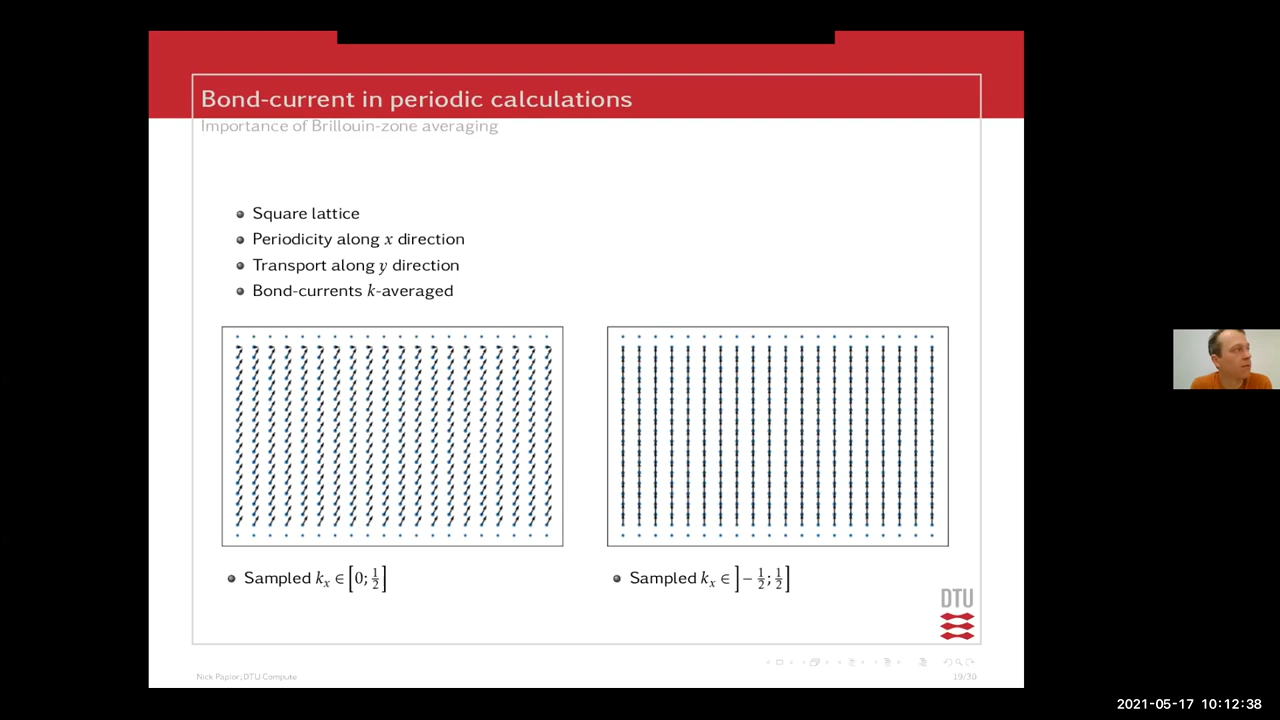 Bond-current in periodic calculations
Importance of Brillouin-zone averaging
Square lattice
Periodicity along x direction
Transport along y direction
Bond-currents k-averaged
Sampled kₓ ∈ [0; 1/2]
Sampled kₓ ∈ ]− 1/2; 1/2]
DTU
Nick Papior; DTU Compute
19/30
2021-05-17 10:12:38